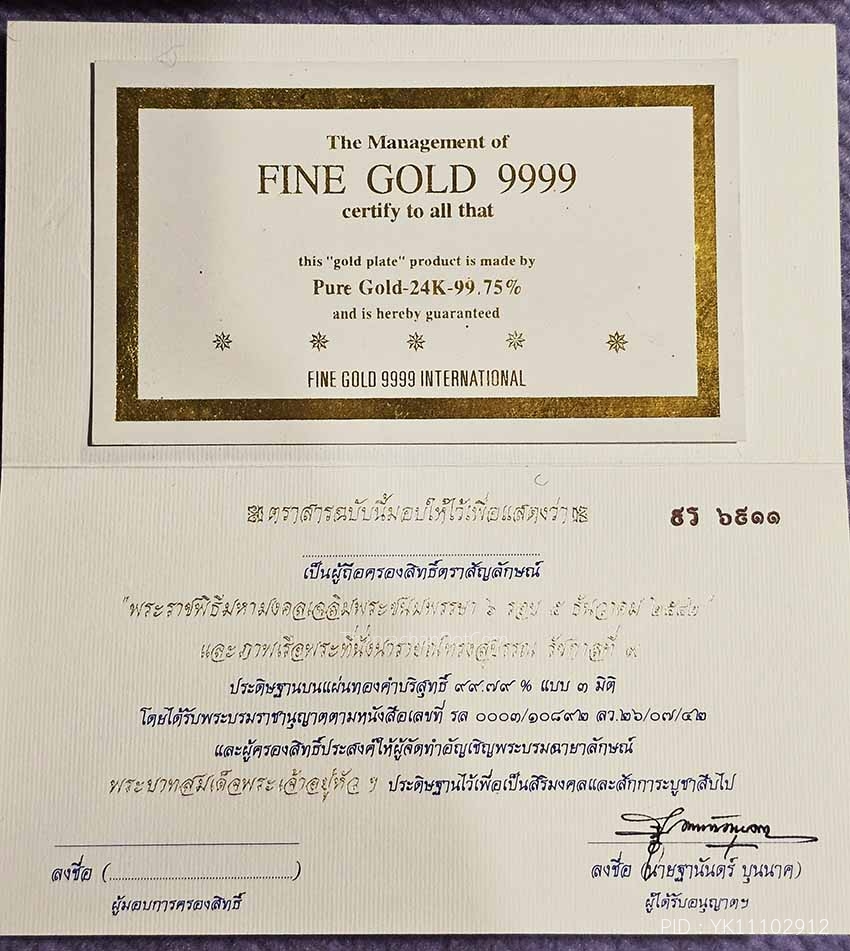 The Management of
FINE GOLD 9999
certify to all that
this "gold plate" product is made by
Pure Gold-24K-99.75%
and is hereby guaranteed
FINE GOLD 9999 INTERNATIONAL
ตราสารฉบับนี้มอบให้ไว้เพื่อแสดงว่า
๙ร ๖๙๑๑
เป็นผู้ถือครองสิทธิ์ตราสัญลักษณ์
"พระราชพิธีมหามงคลเฉลิมพระชนมพรรษา ๖ รอบ ๕ ธันวาคม ๒๕๔๒"
และภาพเรือพระที่นั่งนารายณ์ทรงสุบรรณ รัชกาลที่ ๙
ประดิษฐานบนแผ่นทองคำบริสุทธิ์ ๙๙.๗๙ % แบบ ๓ มิติ
โดยได้รับพระบรมราชานุญาตตามหนังสือเลขที่ รล ๐๐๐๓/๑๐๘๙๒ ลว.๒๖/๐๗/๔๒
และผู้ครองสิทธิ์ประสงค์ให้ผู้จัดทำอัญเชิญพระบรมฉายาลักษณ์
พระบาทสมเด็จพระเจ้าอยู่หัว ฯ ประดิษฐานไว้เพื่อเป็นสิริมงคลและสักการะบูชาสืบไป
ลงชื่อ (..............................................)
ผู้มอบการครองสิทธิ์
ลงชื่อ (นายฐานันดร์ บุนนาค)
ผู้ได้รับอนุญาตฯ
PID : YK11102912